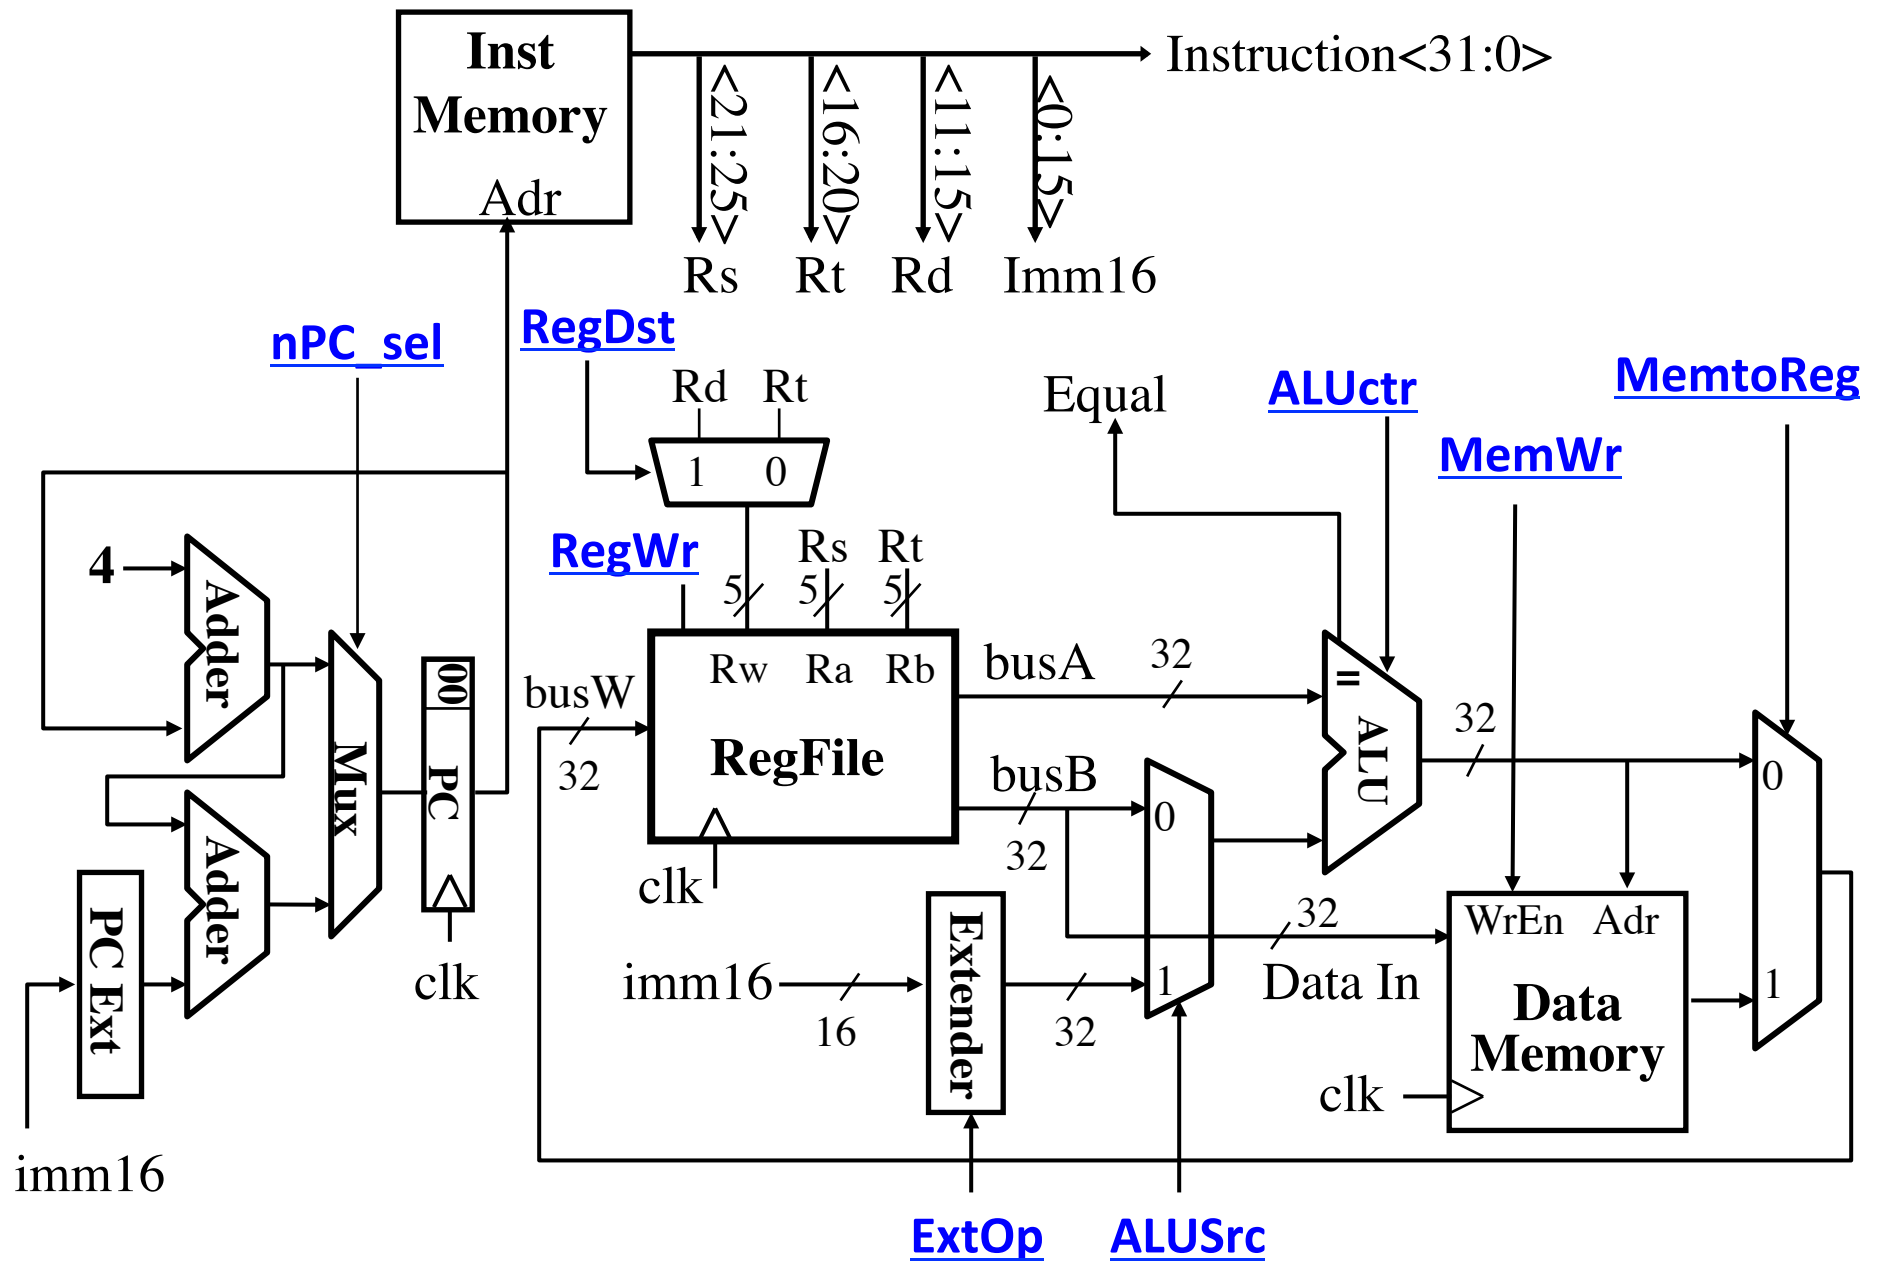 Inst
Memory
Adr
Instruction<31:0>
<21:25>
<16:20>
<11:15>
<0:15>
Rs
Rt
Rd
Imm16
nPC_sel
RegDst
Rd
Rt
1
0
Equal
ALUctr
MemtoReg
MemWr
RegWr
Rs
Rt
5
5
5
4
Adder
Mux
00
PC
clk
Adder
PC Ext
imm16
busW
32
Rw
Ra
Rb
RegFile
clk
busA
32
busB
32
=
ALU
32
0
1
0
1
imm16
16
Extender
32
32
Data In
WrEn
Adr
Data
Memory
clk
ExtOp
ALUSrc